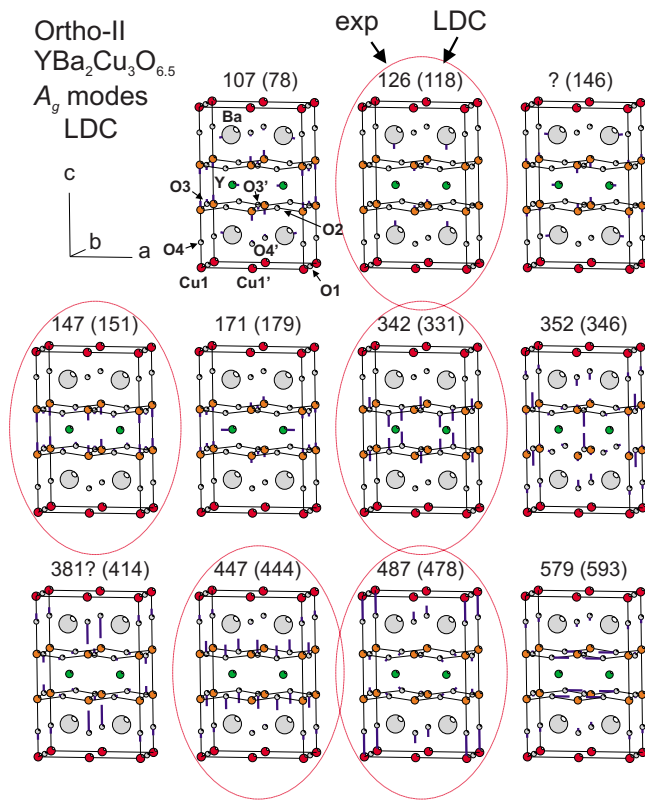 Ortho-II
YBa₂Cu₃O₆.₅
A_g modes
LDC
exp
LDC
107 (78)
126 (118)
? (146)
Ba
c
b
a
O3
Y
O3'
O2
O4
O4'
Cu1
Cu1'
O1
147 (151)
171 (179)
342 (331)
352 (346)
381? (414)
447 (444)
487 (478)
579 (593)